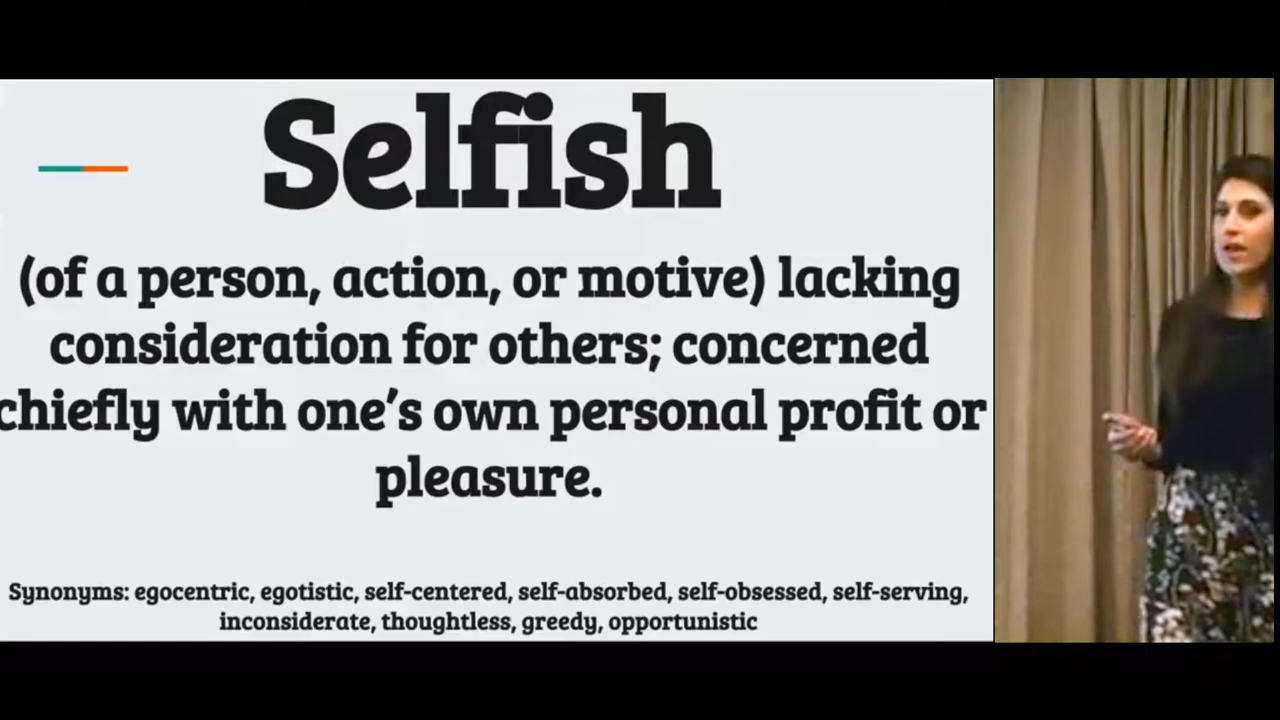 Selfish
(of a person, action, or motive) lacking
consideration for others; concerned
chiefly with one’s own personal profit or
pleasure.
Synonyms: egocentric, egotistic, self-centered, self-absorbed, self-obsessed, self-serving,
inconsiderate, thoughtless, greedy, opportunistic